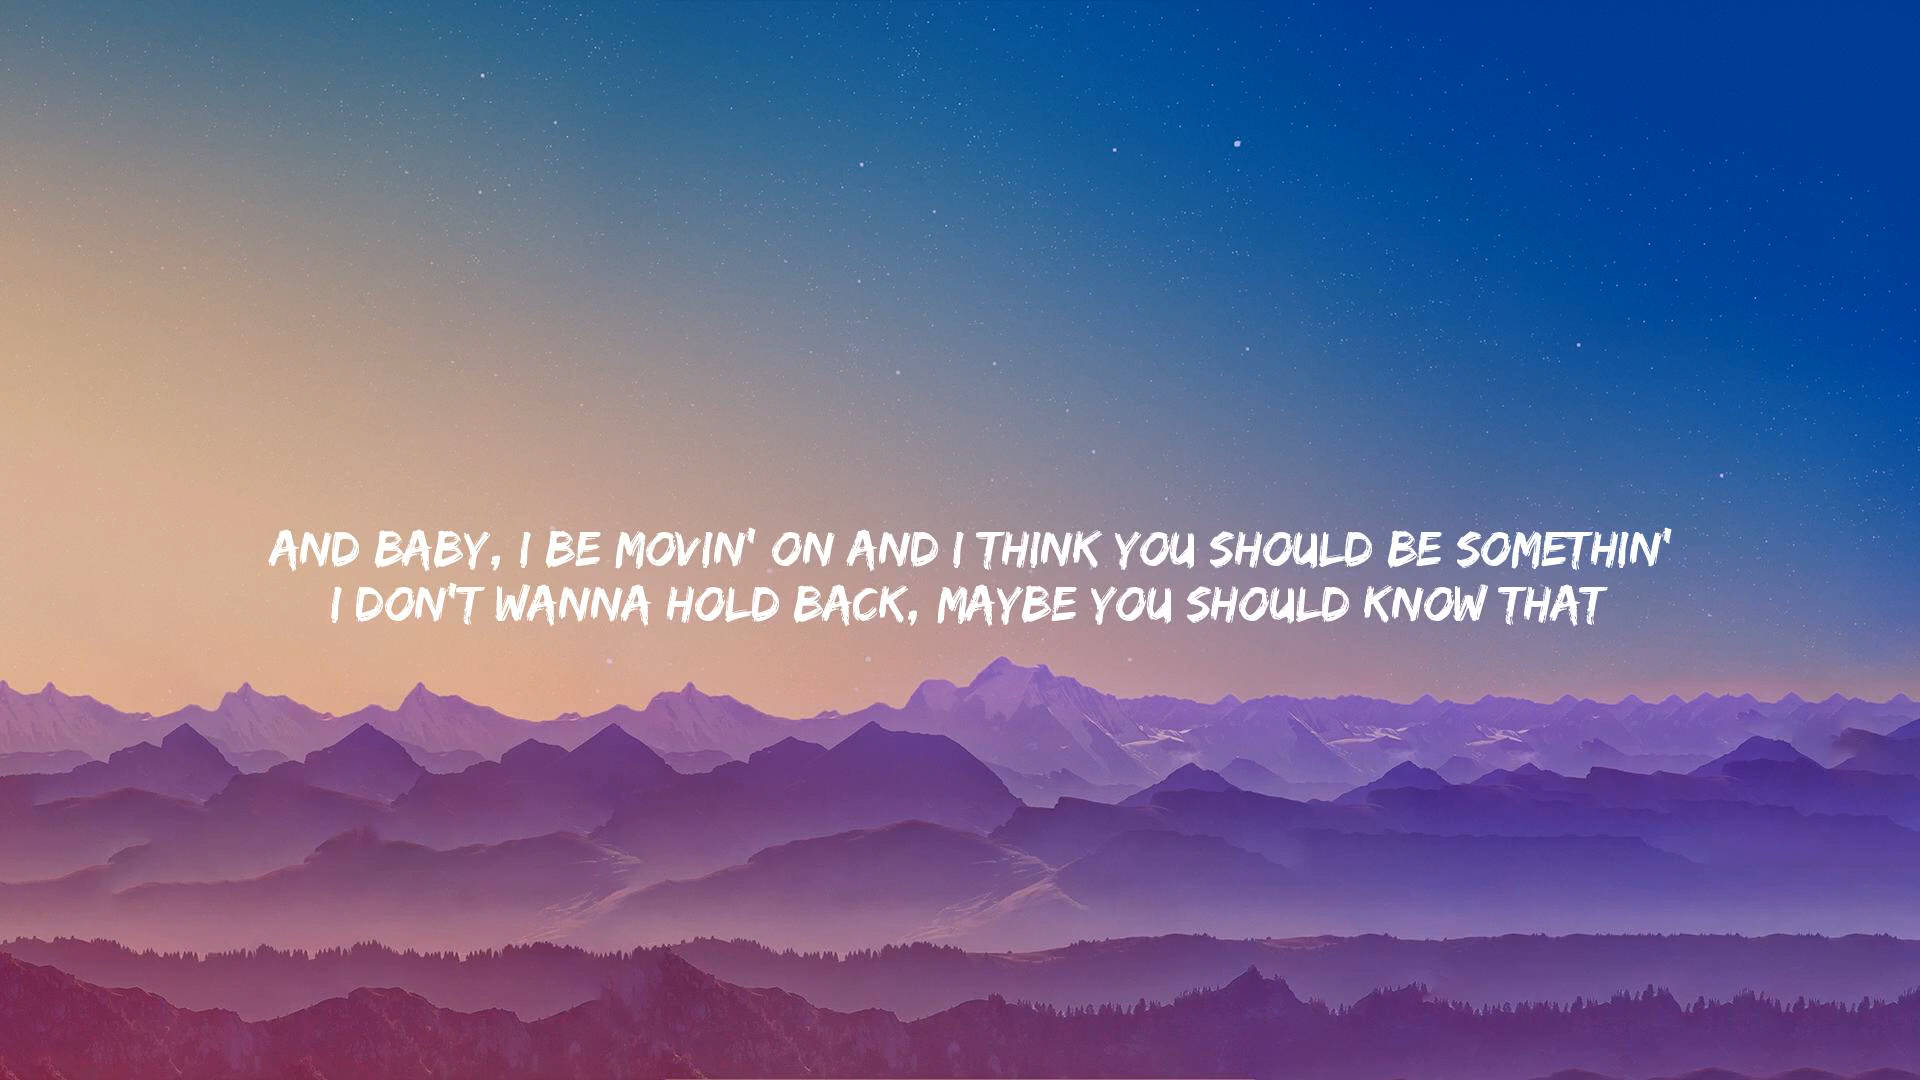 AND BABY, I BE MOVIN' ON AND I THINK YOU SHOULD BE SOMETHIN'
I DON'T WANNA HOLD BACK, MAYBE YOU SHOULD KNOW THAT